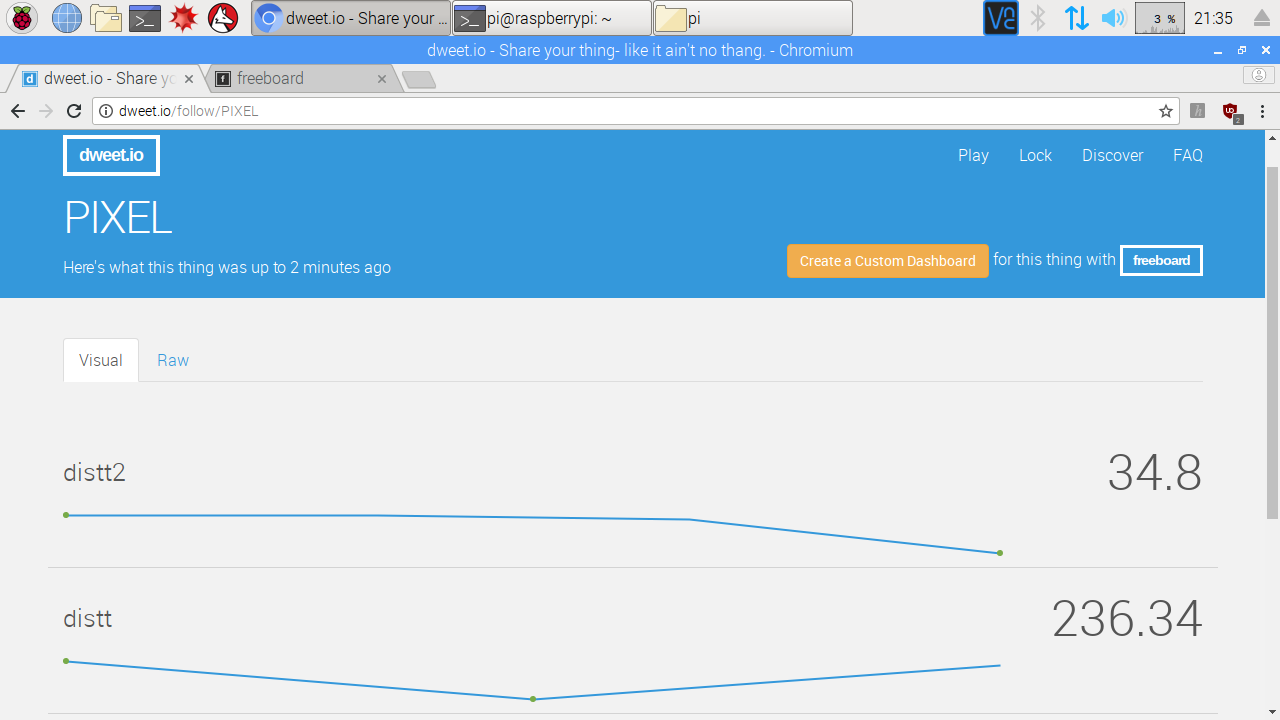 dweet.io - Share your ...
pi@raspberrypi: ~
pi
VNC
3 %
21:35
dweet.io - Share your thing- like it ain't no thang. - Chromium
d dweet.io - Share yo
f freeboard
dweet.io/follow/PIXEL
h
2
dweet.io
Play Lock Discover FAQ
PIXEL
Here's what this thing was up to 2 minutes ago
Create a Custom Dashboard for this thing with freeboard
Visual Raw
distt2 34.8
distt 236.34